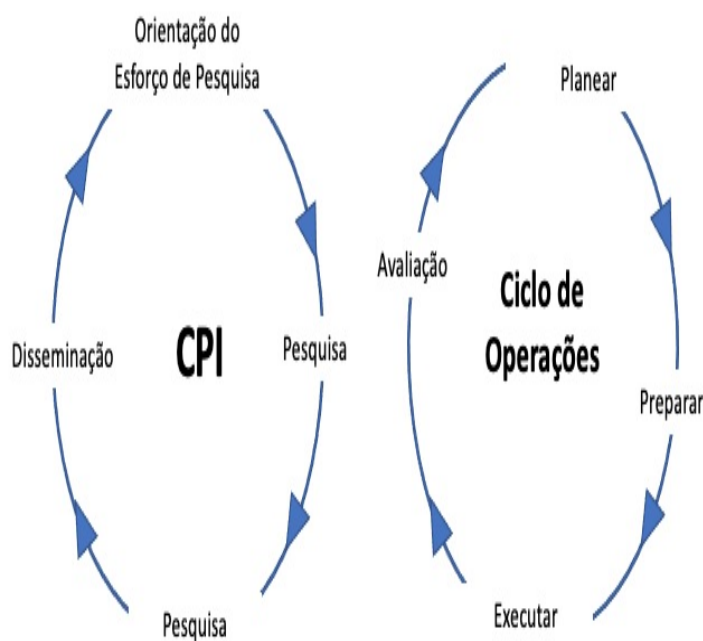 Orientação do
Esforço de Pesquisa
Pesquisa
Pesquisa
Disseminação
CPI
Planear
Preparar
Executar
Avaliação
Ciclo de
Operações